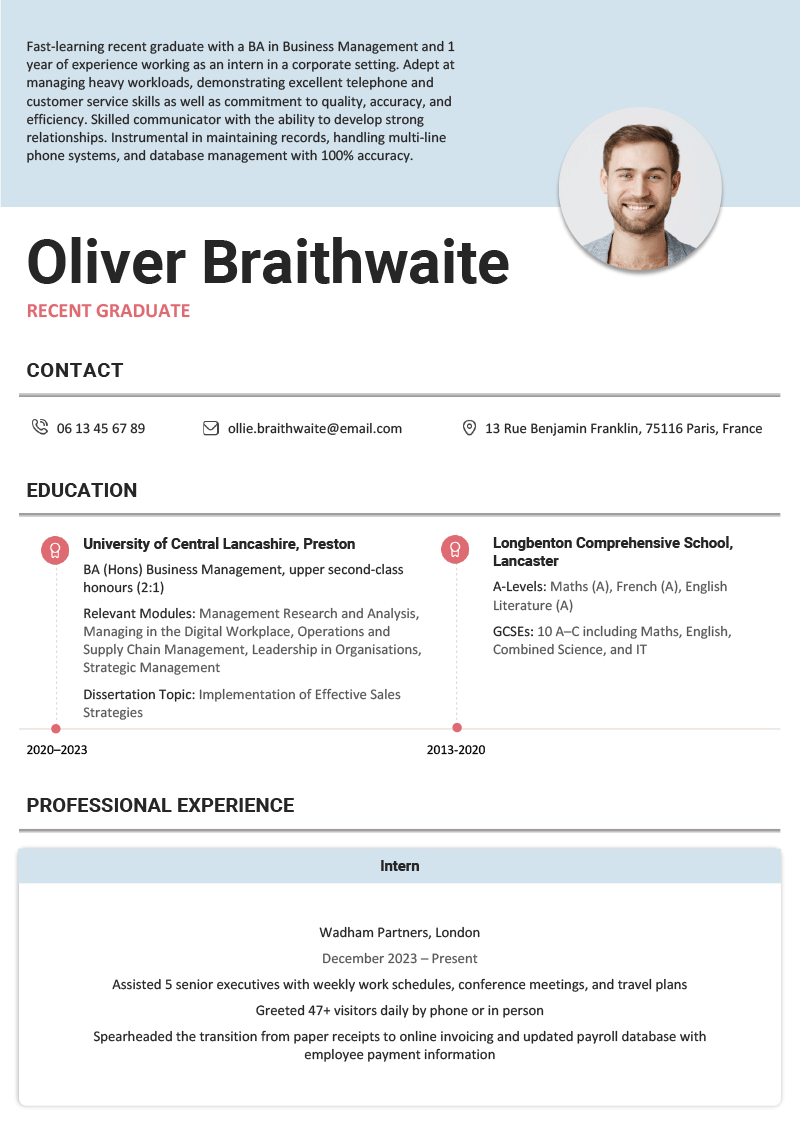 Fast-learning recent graduate with a BA in Business Management and 1
year of experience working as an intern in a corporate setting. Adept at
managing heavy workloads, demonstrating excellent telephone and
customer service skills as well as commitment to quality, accuracy, and
efficiency. Skilled communicator with the ability to develop strong
relationships. Instrumental in maintaining records, handling multi-line
phone systems, and database management with 100% accuracy.
Oliver Braithwaite
RECENT GRADUATE
CONTACT
06 13 45 67 89
ollie.braithwaite@email.com
13 Rue Benjamin Franklin, 75116 Paris, France
EDUCATION
University of Central Lancashire, Preston
BA (Hons) Business Management, upper second-class
honours (2:1)
Relevant Modules: Management Research and Analysis,
Managing in the Digital Workplace, Operations and
Supply Chain Management, Leadership in Organisations,
Strategic Management
Dissertation Topic: Implementation of Effective Sales
Strategies
2020–2023
Longbenton Comprehensive School,
Lancaster
A-Levels: Maths (A), French (A), English
Literature (A)
GCSEs: 10 A–C including Maths, English,
Combined Science, and IT
2013-2020
PROFESSIONAL EXPERIENCE
Intern
Wadham Partners, London
December 2023 – Present
Assisted 5 senior executives with weekly work schedules, conference meetings, and travel plans
Greeted 47+ visitors daily by phone or in person
Spearheaded the transition from paper receipts to online invoicing and updated payroll database with
employee payment information